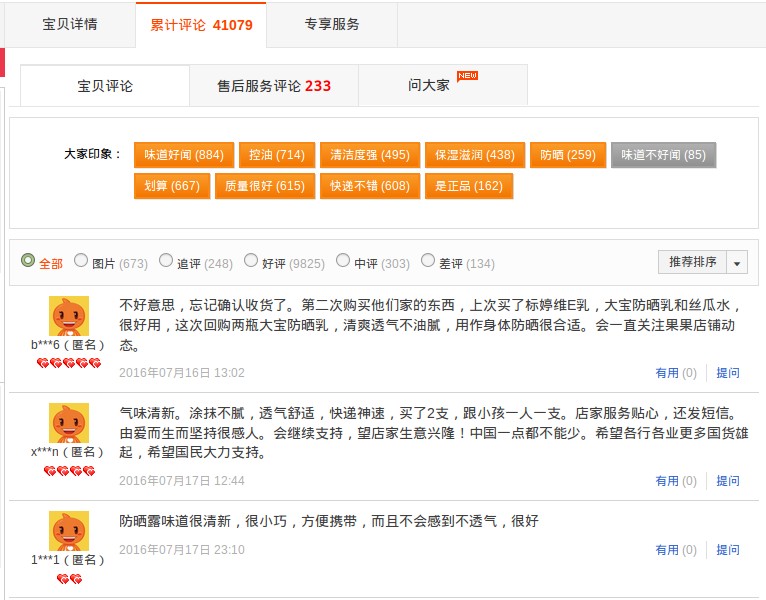 宝贝详情 累计评论 41079 专享服务
宝贝评论 售后服务评论 233 问大家 NEW
大家印象： 味道好闻 (884) 控油 (714) 清洁度强 (495) 保湿滋润 (438) 防晒 (259) 味道不好闻 (85)
划算 (667) 质量很好 (615) 快递不错 (608) 是正品 (162)
全部 图片 (673) 追评 (248) 好评 (9825) 中评 (303) 差评 (134) 推荐排序
不好意思，忘记确认收货了。第二次购买他们家的东西，上次买了标婷维E乳，大宝防晒乳和丝瓜水，
很好用，这次回购两瓶大宝防晒乳，清爽透气不油腻，用作身体防晒很合适。会一直关注果果店铺动
态。
b***6（匿名）
2016年07月16日 13:02 有用 (0) 提问
气味清新。涂抹不腻，透气舒适，快递神速，买了2支，跟小孩一人一支。店家服务贴心，还发短信。
由爱而生而坚持很感人。会继续支持，望店家生意兴隆！中国一点都不能少。希望各行各业更多国货雄
起，希望国民大力支持。
x***n（匿名）
2016年07月17日 12:44 有用 (0) 提问
防晒露味道很清新，很小巧，方便携带，而且不会感到不透气，很好
1***1（匿名）
2016年07月17日 23:10 有用 (0) 提问